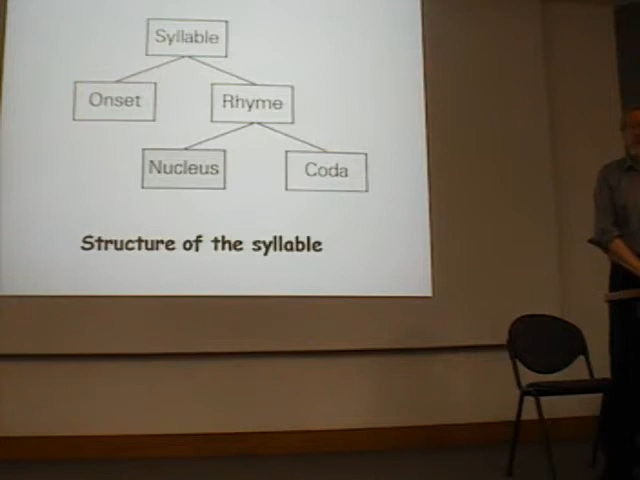 Syllable
Onset
Rhyme
Nucleus
Coda
Structure of the syllable